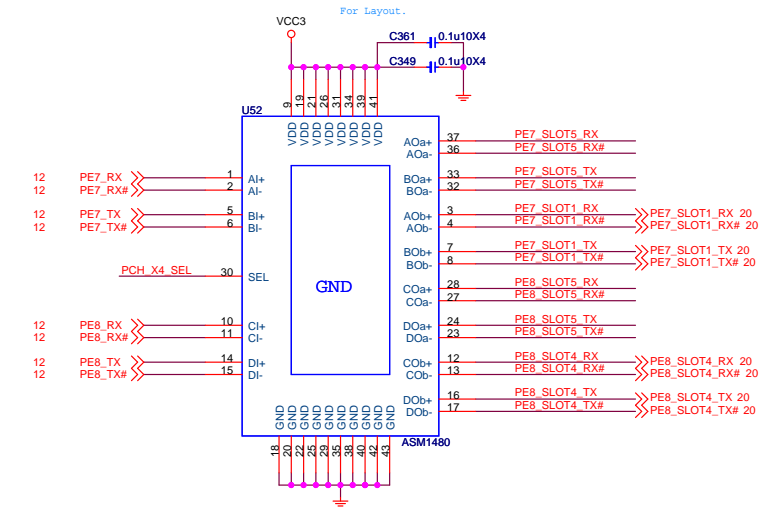 For Layout.
VCC3
C361 0.1u10X4
C349 0.1u10X4
9 19 21 26 31 34 39 41
U52
VDD VDD VDD VDD VDD VDD VDD VDD
AOa+ 37 PE7_SLOT5_RX
AOa- 36 PE7_SLOT5_RX#
12 PE7_RX 1 AI+ BOa+ 33 PE7_SLOT5_TX
12 PE7_RX# 2 AI- BOa- 32 PE7_SLOT5_TX#
12 PE7_TX 5 BI+ AOb+ 3 PE7_SLOT1_RX PE7_SLOT1_RX 20
12 PE7_TX# 6 BI- AOb- 4 PE7_SLOT1_RX# PE7_SLOT1_RX# 20
BOb+ 7 PE7_SLOT1_TX PE7_SLOT1_TX 20
BOb- 8 PE7_SLOT1_TX# PE7_SLOT1_TX# 20
PCH_X4_SEL 30 SEL
GND
COa+ 28 PE8_SLOT5_RX
COa- 27 PE8_SLOT5_RX#
12 PE8_RX 10 CI+ DOa+ 24 PE8_SLOT5_TX
12 PE8_RX# 11 CI- DOa- 23 PE8_SLOT5_TX#
12 PE8_TX 14 DI+ COb+ 12 PE8_SLOT4_RX PE8_SLOT4_RX 20
12 PE8_TX# 15 DI- COb- 13 PE8_SLOT4_RX# PE8_SLOT4_RX# 20
DOb+ 16 PE8_SLOT4_TX PE8_SLOT4_TX 20
DOb- 17 PE8_SLOT4_TX# PE8_SLOT4_TX# 20
GND GND GND GND GND GND GND GND GND GND
ASM1480
18 20 22 25 29 35 38 40 42 43